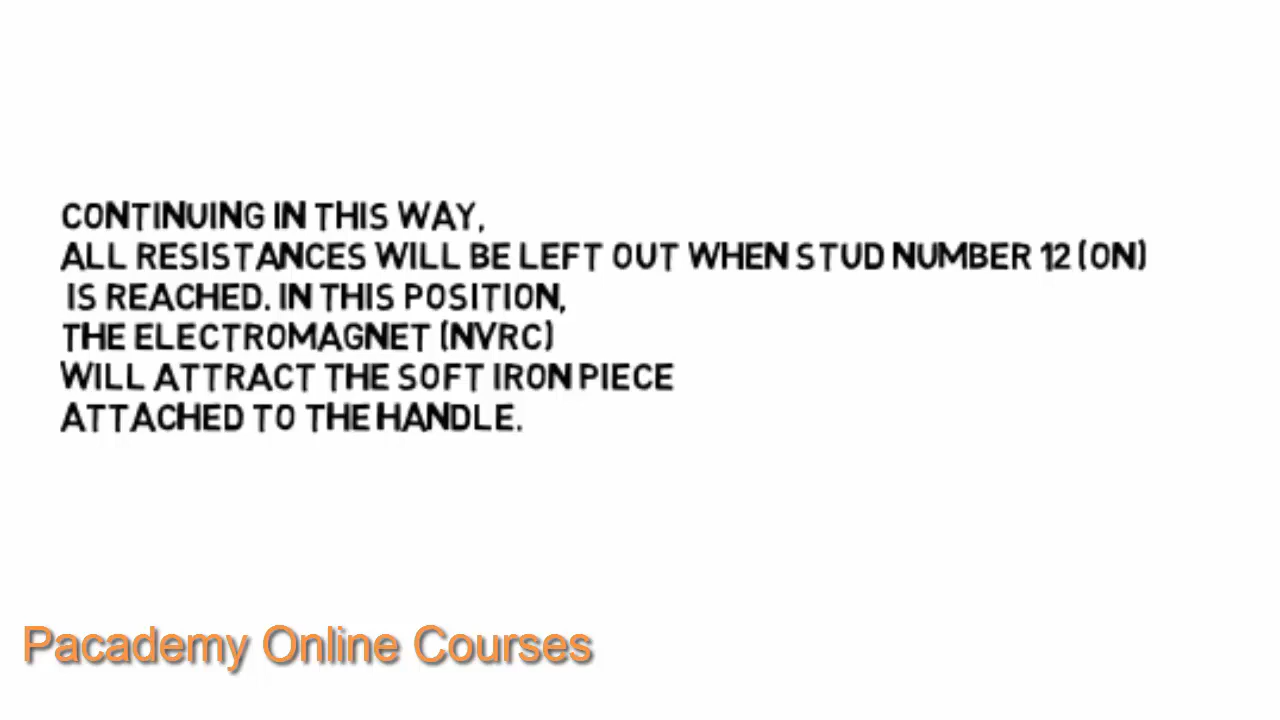 CONTINUING IN THIS WAY,
ALL RESISTANCES WILL BE LEFT OUT WHEN STUD NUMBER 12 (ON)
IS REACHED. IN THIS POSITION,
THE ELECTROMAGNET (NVRC)
WILL ATTRACT THE SOFT IRON PIECE
ATTACHED TO THE HANDLE.
Pacademy Online Courses